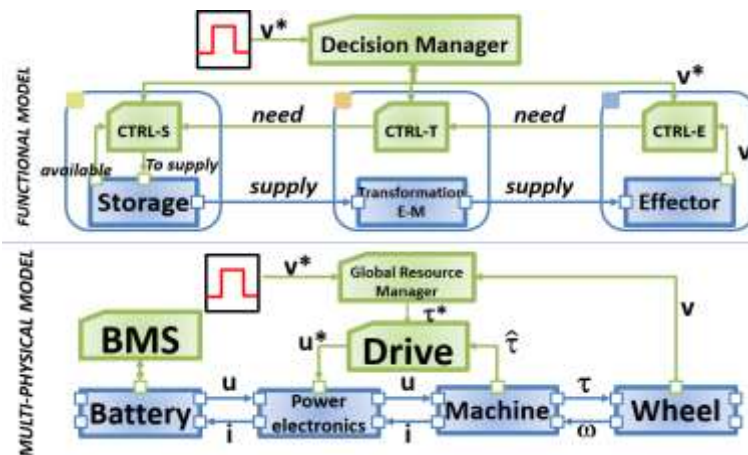 FUNCTIONAL MODEL
v*
Decision Manager
v*
CTRL-S
need
CTRL-T
need
CTRL-E
available
To supply
v
Storage
supply
Transformation
E-M
supply
Effector
MULTI-PHYSICAL MODEL
v*
Global Resource
Manager
v
BMS
u*
τ*
Drive
τ̂
Battery
u
i
Power
electronics
u
i
Machine
τ
ω
Wheel